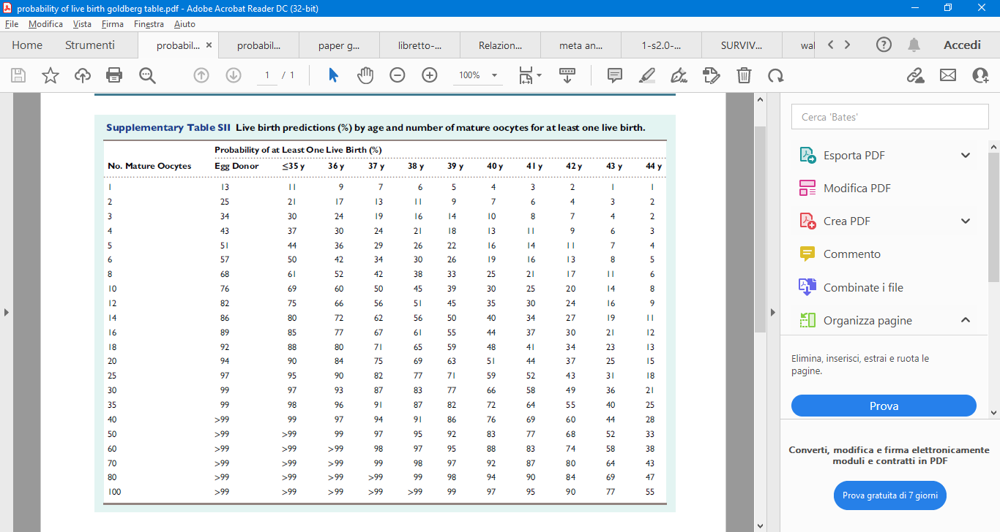 probability of live birth goldberg table.pdf - Adobe Acrobat Reader DC (32-bit)
File Modifica Vista Firma Finestra Aiuto
Home Strumenti probabil... × probabil... paper g... libretto-... Relazion... meta an... 1-s2.0-... SURVIV... wal Accedi
1 / 1 100%
Supplementary Table SII Live birth predictions (%) by age and number of mature oocytes for at least one live birth.
Probability of at Least One Live Birth (%)
No. Mature Oocytes Egg Donor ≤35 y 36 y 37 y 38 y 39 y 40 y 41 y 42 y 43 y 44 y
1 13 11 9 7 6 5 4 3 2 1 1
2 25 21 17 13 11 9 7 6 4 3 2
3 34 30 24 19 16 14 10 8 7 4 2
4 43 37 30 24 21 18 13 11 9 6 3
5 51 44 36 29 26 22 16 14 11 7 4
6 57 50 42 34 30 26 19 16 13 8 5
8 68 61 52 42 38 33 25 21 17 11 6
10 76 69 60 50 45 39 30 25 20 14 8
12 82 75 66 56 51 45 35 30 24 16 9
14 86 80 72 62 56 50 40 34 27 19 11
16 89 85 77 67 61 55 44 37 30 21 12
18 92 88 80 71 65 59 48 41 34 23 13
20 94 90 84 75 69 63 51 44 37 25 15
25 97 95 90 82 77 71 59 52 43 31 18
30 99 97 93 87 83 77 66 58 49 36 21
35 99 98 96 91 87 82 72 64 55 40 25
40 >99 99 97 94 91 86 76 69 60 44 28
50 >99 >99 99 97 95 92 83 77 68 52 33
60 >99 >99 >99 98 97 95 88 83 74 58 38
70 >99 >99 >99 99 98 97 92 87 80 64 43
80 >99 >99 >99 >99 99 98 94 90 84 69 47
100 >99 >99 >99 >99 >99 99 97 95 90 77 55
Cerca 'Bates'
Esporta PDF
Modifica PDF
Crea PDF
Commento
Combinate i file
Organizza pagine
Elimina, inserisci, estrai e ruota le
pagine.
Prova
Converti, modifica e firma elettronicamente
moduli e contratti in PDF
Prova gratuita di 7 giorni